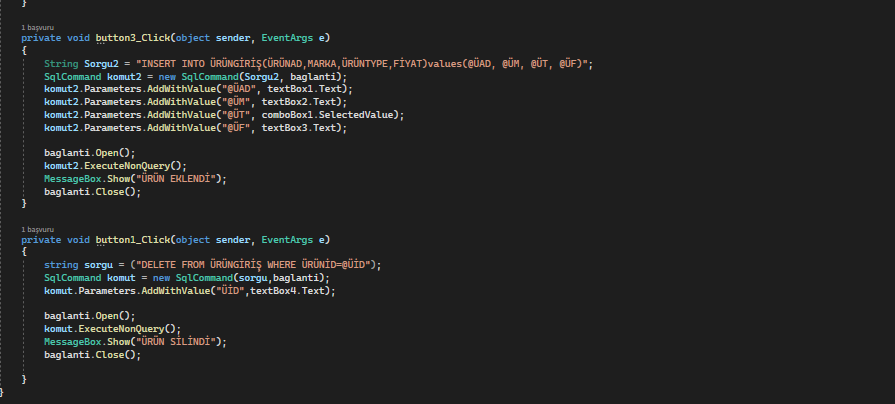 }
1 başvuru
private void button3_Click(object sender, EventArgs e)
{
String Sorgu2 = "INSERT INTO ÜRÜNGİRİŞ(ÜRÜNAD,MARKA,ÜRÜNTYPE,FİYAT)values(@ÜAD, @ÜM, @ÜT, @ÜF)";
SqlCommand komut2 = new SqlCommand(Sorgu2, baglanti);
komut2.Parameters.AddWithValue("@ÜAD", textBox1.Text);
komut2.Parameters.AddWithValue("@ÜM", textBox2.Text);
komut2.Parameters.AddWithValue("@ÜT", comboBox1.SelectedValue);
komut2.Parameters.AddWithValue("@ÜF", textBox3.Text);
baglanti.Open();
komut2.ExecuteNonQuery();
MessageBox.Show("ÜRÜN EKLENDİ");
baglanti.Close();
}
1 başvuru
private void button1_Click(object sender, EventArgs e)
{
string sorgu = ("DELETE FROM ÜRÜNGİRİŞ WHERE ÜRÜNİD=@ÜİD");
SqlCommand komut = new SqlCommand(sorgu,baglanti);
komut.Parameters.AddWithValue("ÜİD",textBox4.Text);
baglanti.Open();
komut.ExecuteNonQuery();
MessageBox.Show("ÜRÜN SİLİNDİ");
baglanti.Close();
}
}